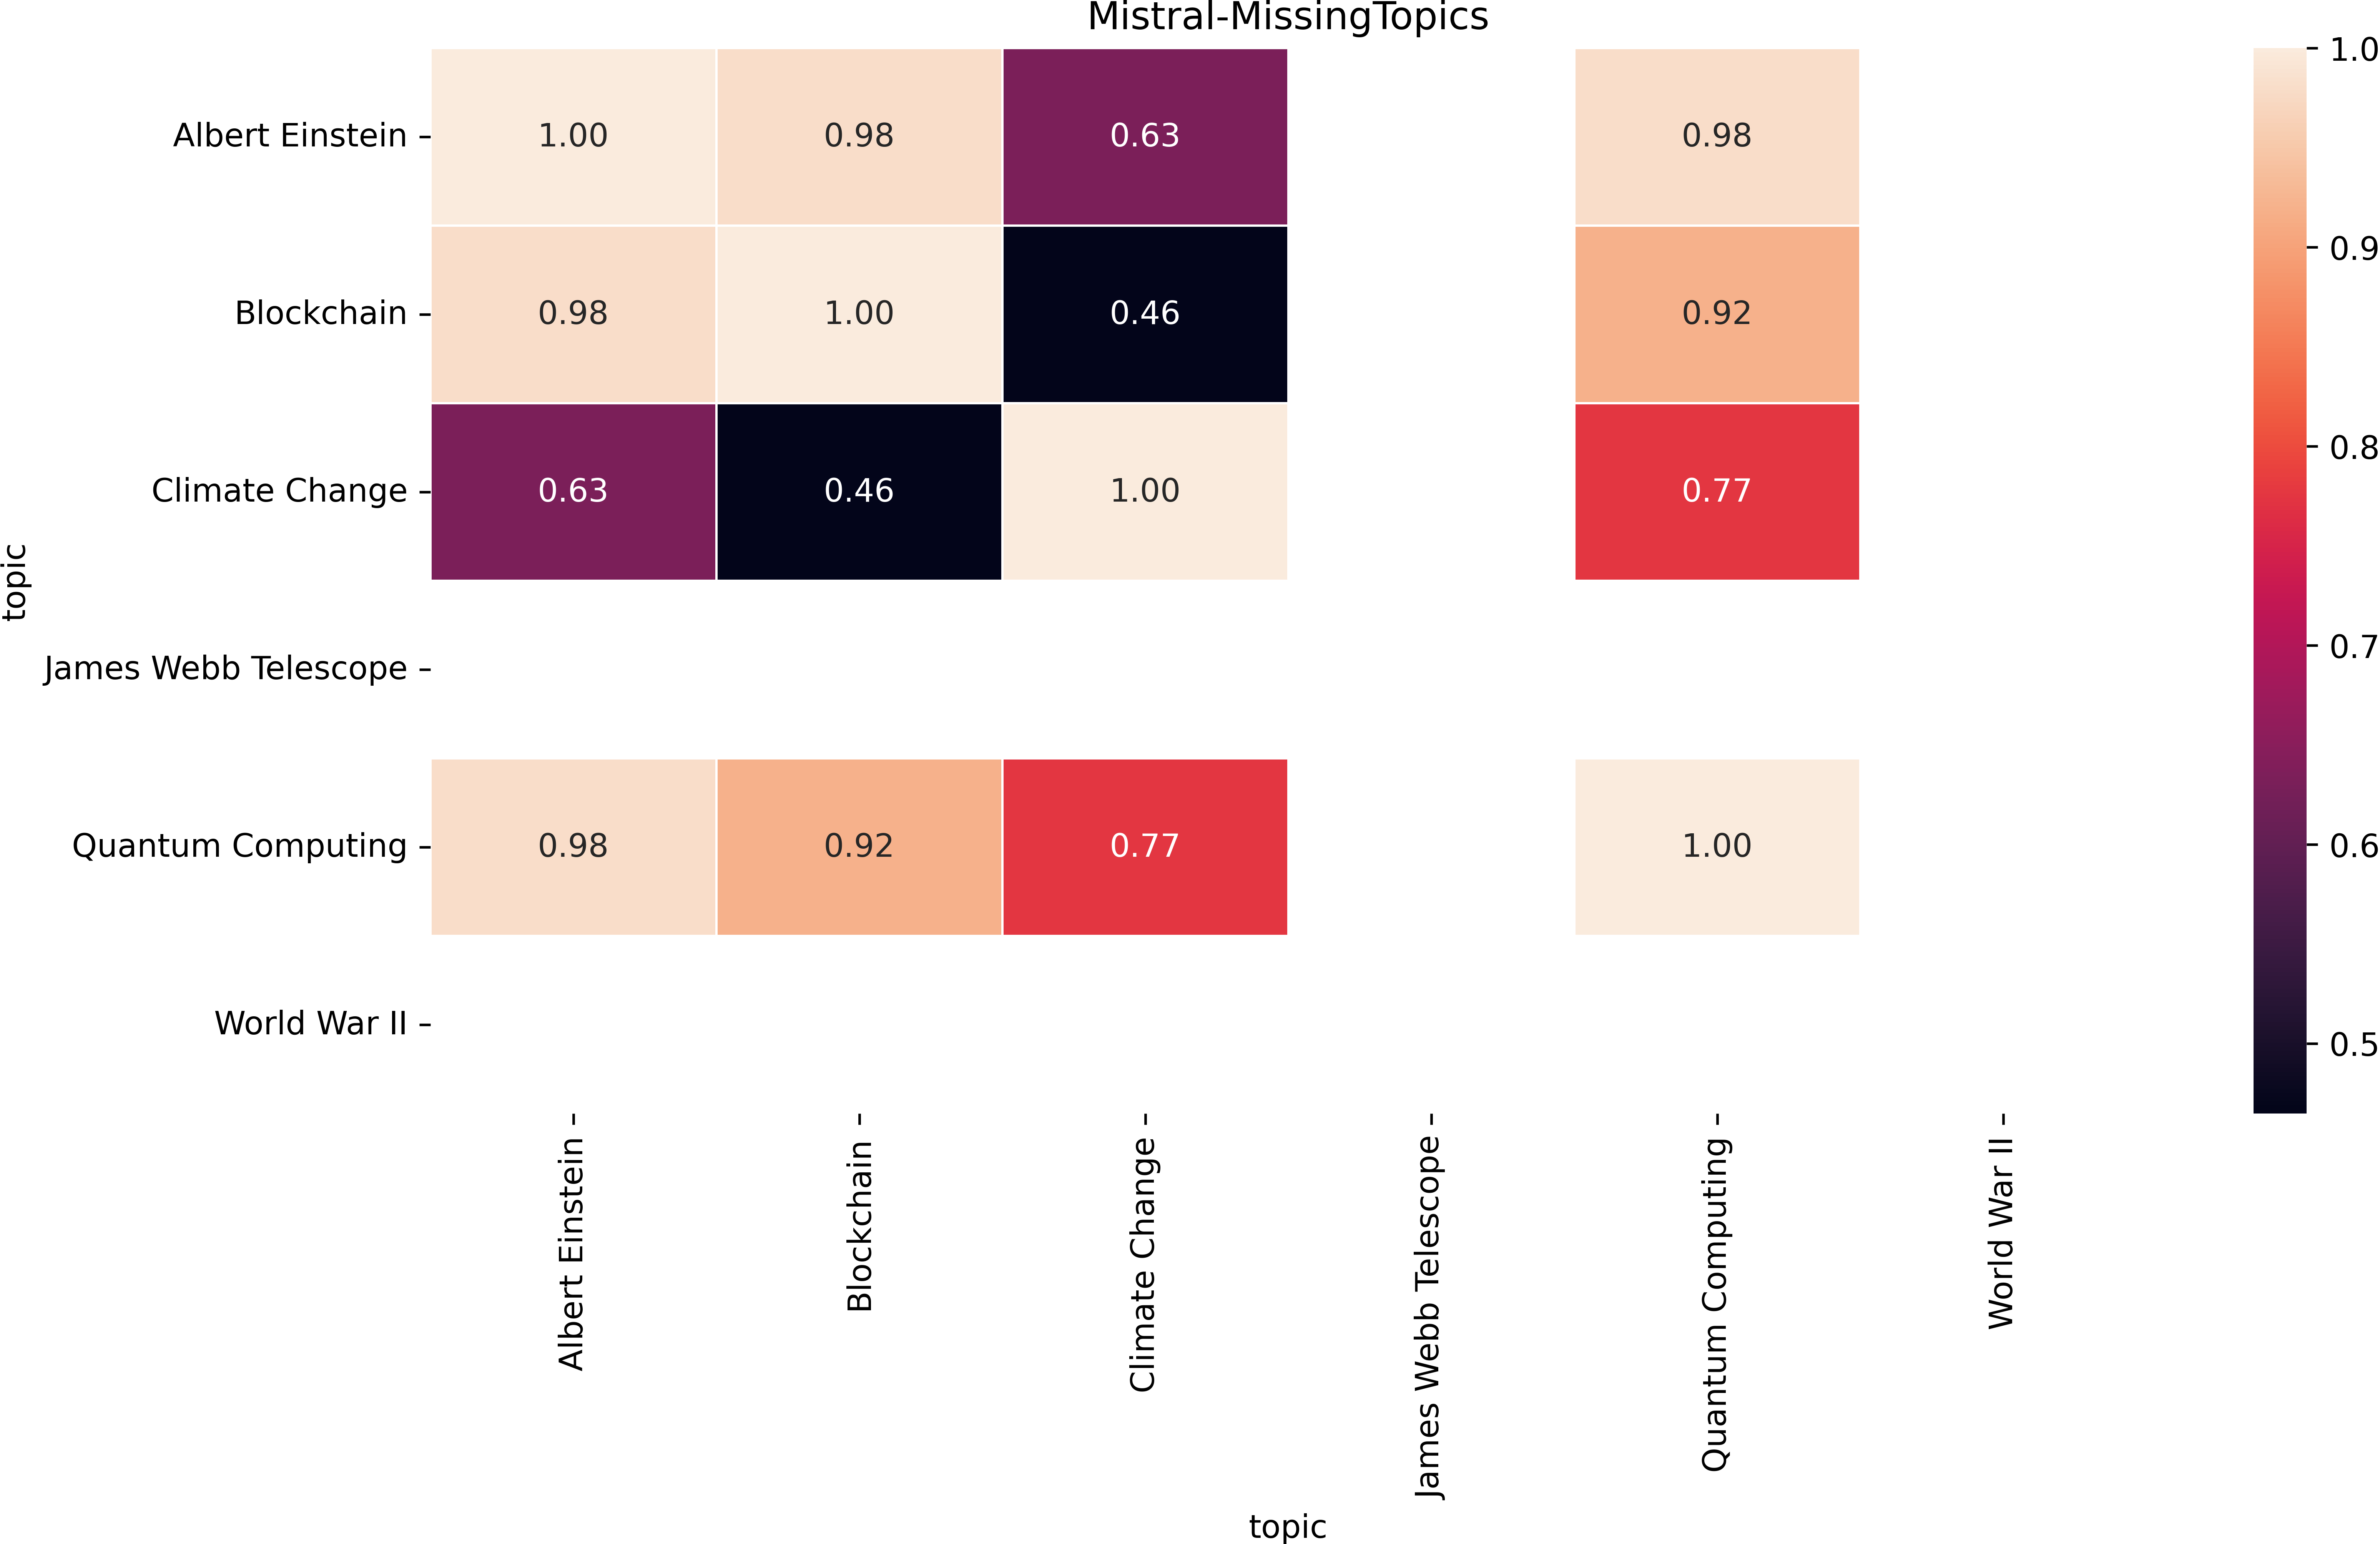 Mistral-MissingTopics
Albert Einstein
1.00 0.98 0.63 0.98
Blockchain
0.98 1.00 0.46 0.92
Climate Change
0.63 0.46 1.00 0.77
James Webb Telescope
Quantum Computing
0.98 0.92 0.77 1.00
World War II
topic
Albert Einstein
Blockchain
Climate Change
James Webb Telescope
Quantum Computing
World War II
topic
1.0
0.9
0.8
0.7
0.6
0.5